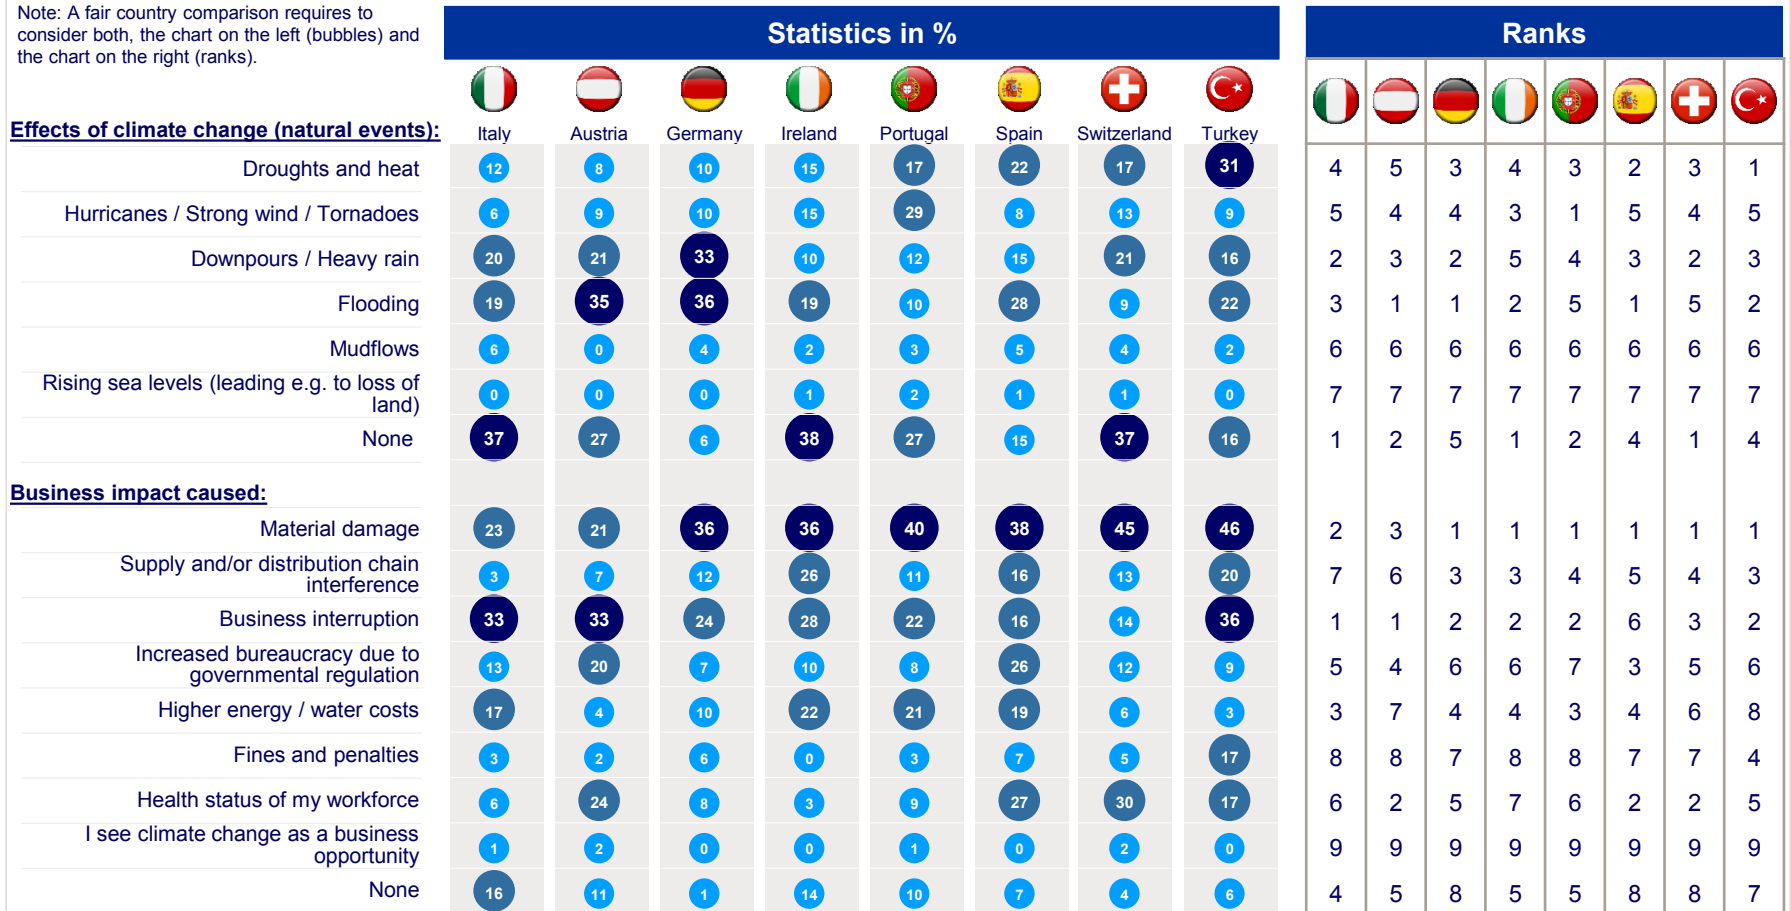 Note: A fair country comparison requires to
consider both, the chart on the left (bubbles) and
the chart on the right (ranks).
Statistics in %
Ranks
Effects of climate change (natural events):
Italy Austria Germany Ireland Portugal Spain Switzerland Turkey
Droughts and heat 12 8 10 15 17 22 17 31 4 5 3 4 3 2 3 1
Hurricanes / Strong wind / Tornadoes 6 9 10 15 29 8 13 9 5 4 4 3 1 5 4 5
Downpours / Heavy rain 20 21 33 10 12 15 21 16 2 3 2 5 4 3 2 3
Flooding 19 35 36 19 10 28 9 22 3 1 1 2 5 1 5 2
Mudflows 6 0 4 2 3 5 4 2 6 6 6 6 6 6 6 6
Rising sea levels (leading e.g. to loss of
land) 0 0 0 1 2 1 1 0 7 7 7 7 7 7 7 7
None 37 27 6 38 27 15 37 16 1 2 5 1 2 4 1 4
Business impact caused:
Material damage 23 21 36 36 40 38 45 46 2 3 1 1 1 1 1 1
Supply and/or distribution chain
interference 3 7 12 26 11 16 13 20 7 6 3 3 4 5 4 3
Business interruption 33 33 24 28 22 16 14 36 1 1 2 2 2 6 3 2
Increased bureaucracy due to
governmental regulation 13 20 7 10 8 26 12 9 5 4 6 6 7 3 5 6
Higher energy / water costs 17 4 10 22 21 19 6 3 3 7 4 4 3 4 6 8
Fines and penalties 3 2 6 0 3 7 5 17 8 8 7 8 8 7 7 4
Health status of my workforce 6 24 8 3 9 27 30 17 6 2 5 7 6 2 2 5
I see climate change as a business
opportunity 1 2 0 0 1 0 2 0 9 9 9 9 9 9 9 9
None 16 11 1 14 10 7 4 6 4 5 8 5 5 8 8 7